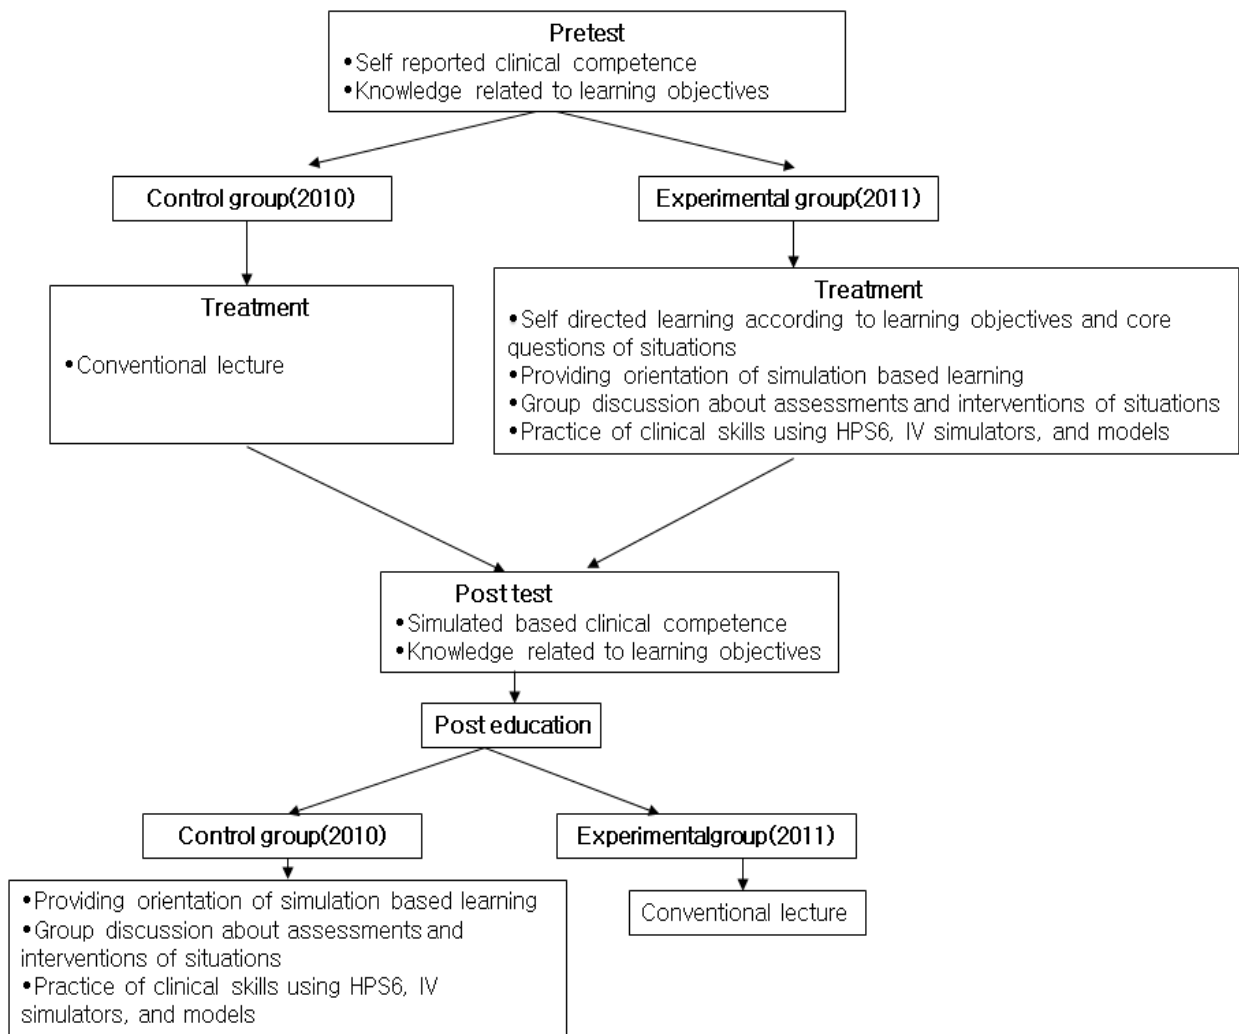 Pretest
•Self reported clinical competence
•Knowledge related to learning objectives
Control group(2010)
Experimental group(2011)
Treatment
•Conventional lecture
Treatment
•Self directed learning according to learning objectives and core
questions of situations
•Providing orientation of simulation based learning
•Group discussion about assessments and interventions of situations
•Practice of clinical skills using HPS6, IV simulators, and models
Post test
•Simulated based clinical competence
•Knowledge related to learning objectives
Post education
Control group(2010)
Experimentalgroup(2011)
•Providing orientation of simulation based learning
•Group discussion about assessments and
interventions of situations
•Practice of clinical skills using HPS6, IV
simulators, and models
Conventional lecture